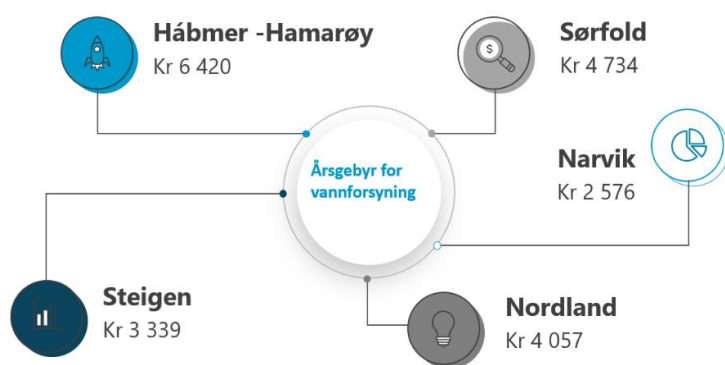 Hábmer -Hamarøy
Kr 6 420
Sørfold
Kr 4 734
Årsgebyr for
vannforsyning
Narvik
Kr 2 576
Steigen
Kr 3 339
Nordland
Kr 4 057